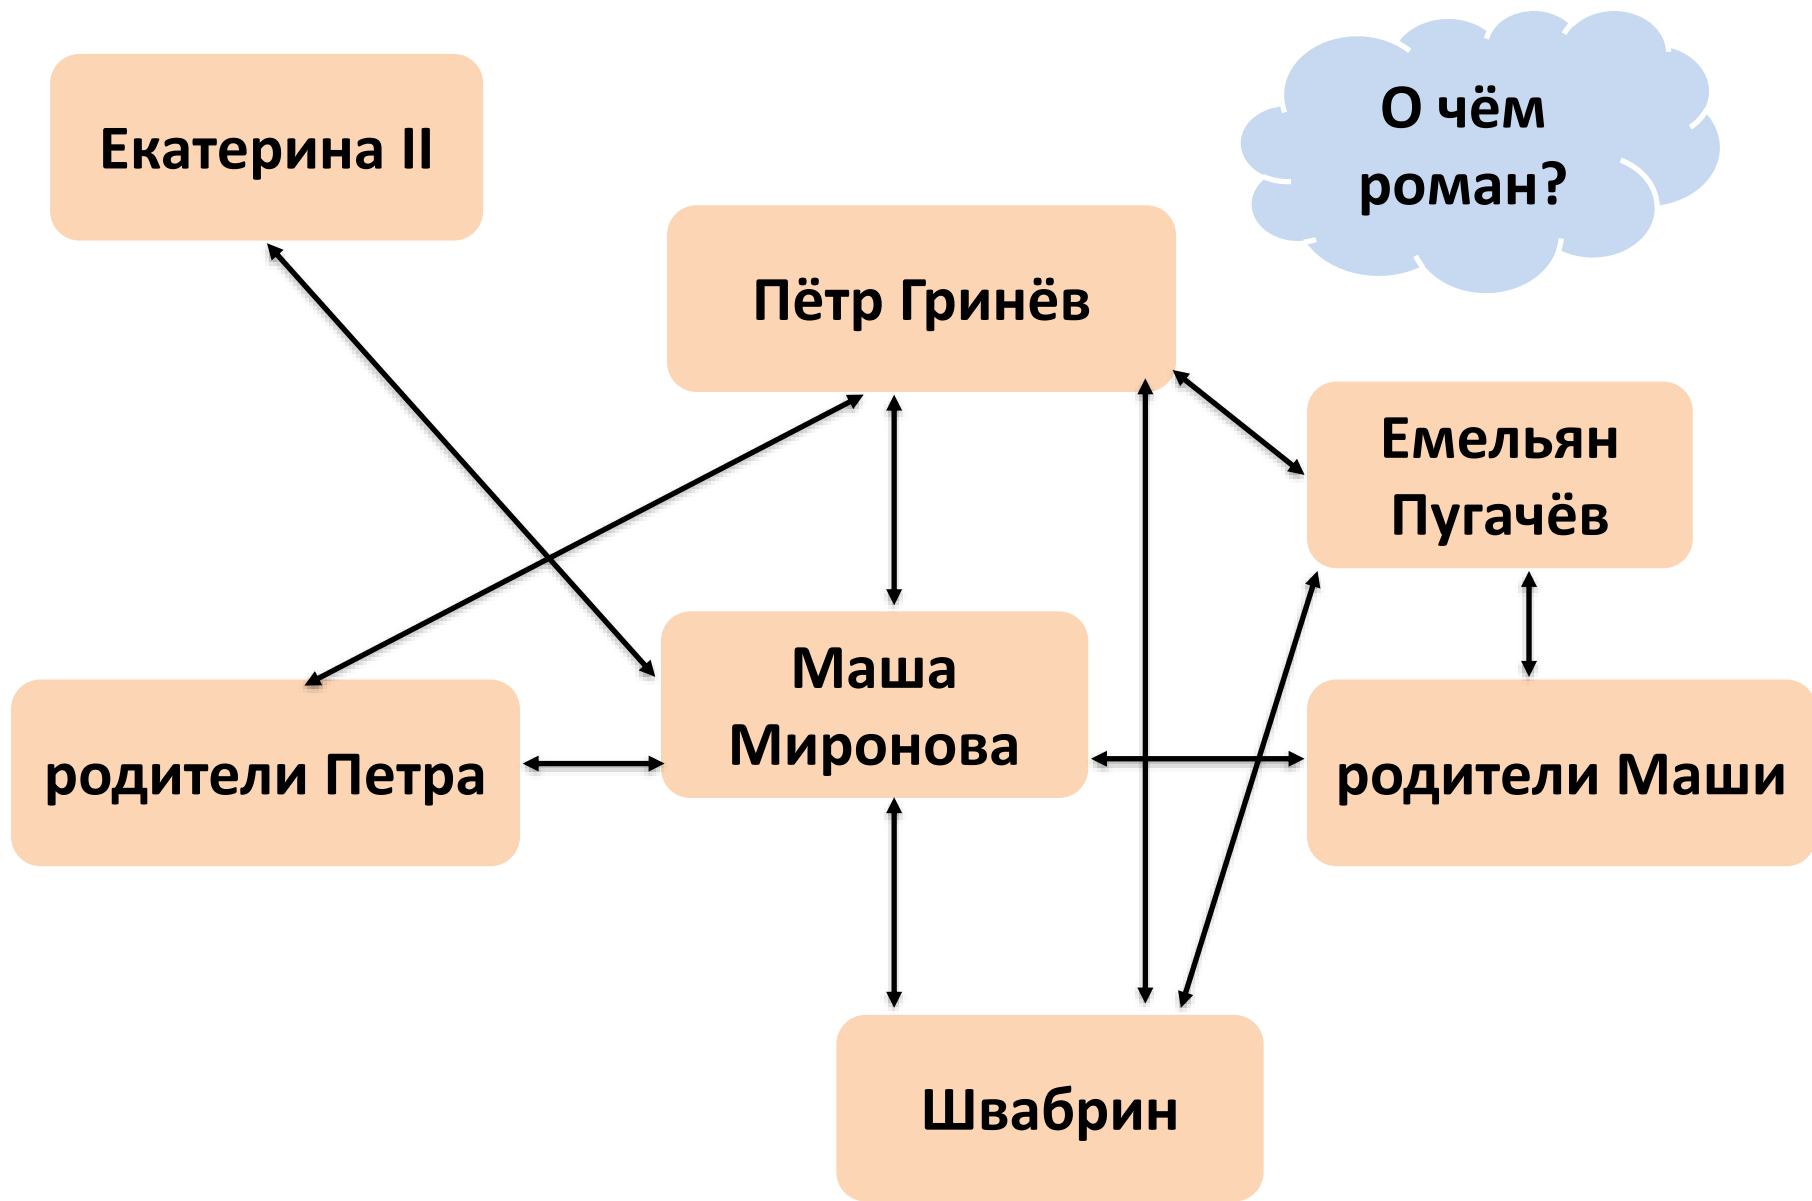 Екатерина II
О чём
роман?
Пётр Гринёв
Емельян
Пугачёв
Маша
Миронова
родители Петра
родители Маши
Швабрин